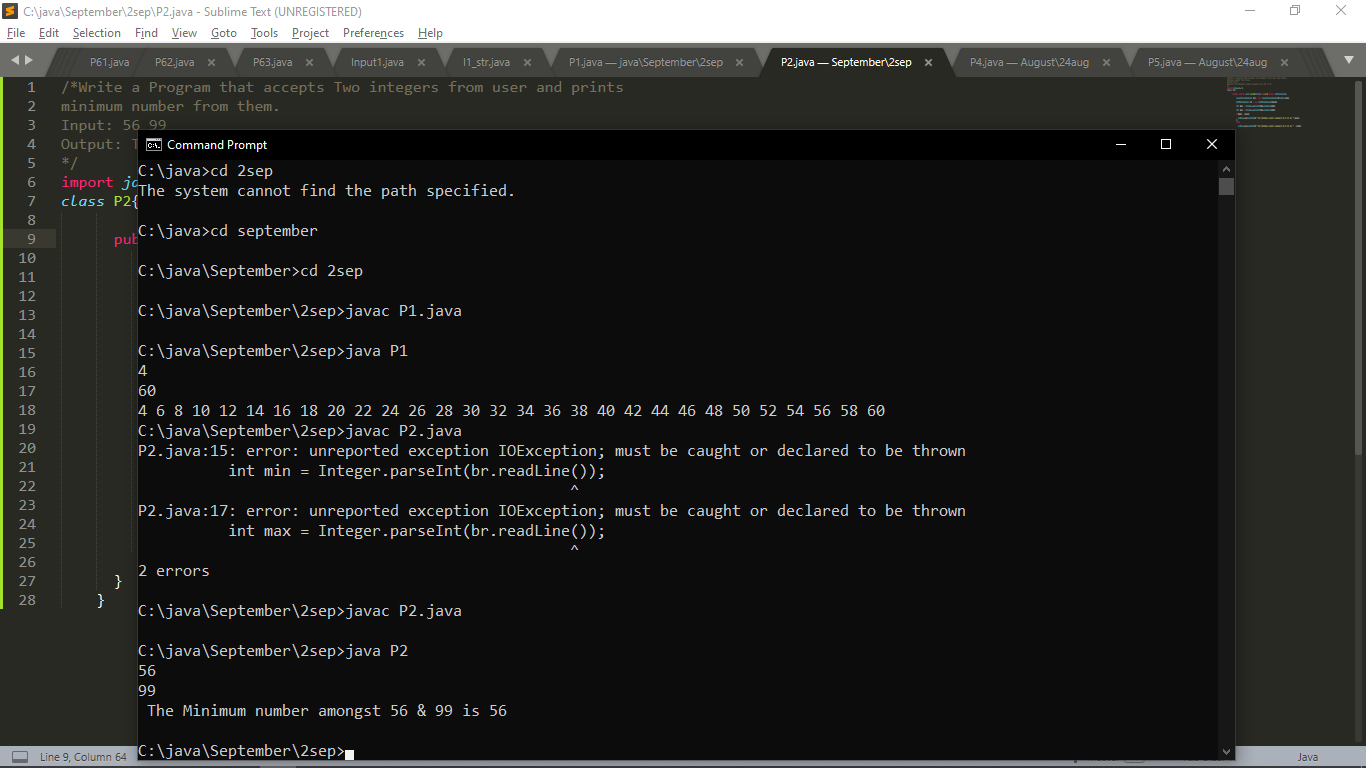 C:\java\September\2sep\P2.java - Sublime Text (UNREGISTERED)
File Edit Selection Find View Goto Tools Project Preferences Help
P61.java P62.java P63.java Input1.java I1_str.java P1.java — java\September\2sep P2.java — September\2sep P4.java — August\24aug P5.java — August\24aug
1 /*Write a Program that accepts Two integers from user and prints
2 minimum number from them.
3 Input: 56 99
4 Output: T
5 */
6 import ja
7 class P2{
8
9 pub
10
11
12
13
14
15
16
17
18
19
20
21
22
23
24
25
26
27 }
28 }
Command Prompt
C:\java>cd 2sep
The system cannot find the path specified.
C:\java>cd september
C:\java\September>cd 2sep
C:\java\September\2sep>javac P1.java
C:\java\September\2sep>java P1
4
60
4 6 8 10 12 14 16 18 20 22 24 26 28 30 32 34 36 38 40 42 44 46 48 50 52 54 56 58 60
C:\java\September\2sep>javac P2.java
P2.java:15: error: unreported exception IOException; must be caught or declared to be thrown
int min = Integer.parseInt(br.readLine());
^
P2.java:17: error: unreported exception IOException; must be caught or declared to be thrown
int max = Integer.parseInt(br.readLine());
^
2 errors
C:\java\September\2sep>javac P2.java
C:\java\September\2sep>java P2
56
99
The Minimum number amongst 56 & 99 is 56
C:\java\September\2sep>
Line 9, Column 64 Java